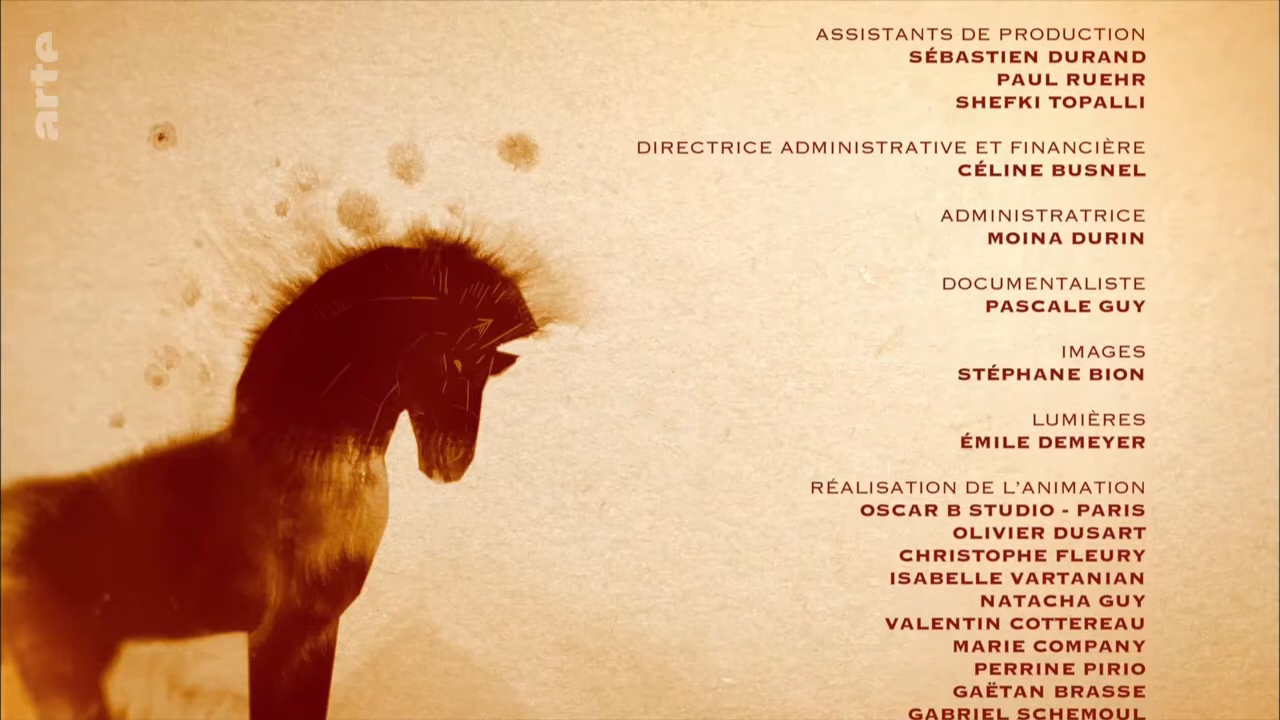 arte
ASSISTANTS DE PRODUCTION
SÉBASTIEN DURAND
PAUL RUEHR
SHEFKI TOPALLI
DIRECTRICE ADMINISTRATIVE ET FINANCIÈRE
CÉLINE BUSNEL
ADMINISTRATRICE
MOINA DURIN
DOCUMENTALISTE
PASCALE GUY
IMAGES
STÉPHANE BION
LUMIÈRES
ÉMILE DEMEYER
RÉALISATION DE L'ANIMATION
OSCAR B STUDIO - PARIS
OLIVIER DUSART
CHRISTOPHE FLEURY
ISABELLE VARTANIAN
NATACHA GUY
VALENTIN COTTEREAU
MARIE COMPANY
PERRINE PIRIO
GAËTAN BRASSE
GABRIEL SCHEMOUL